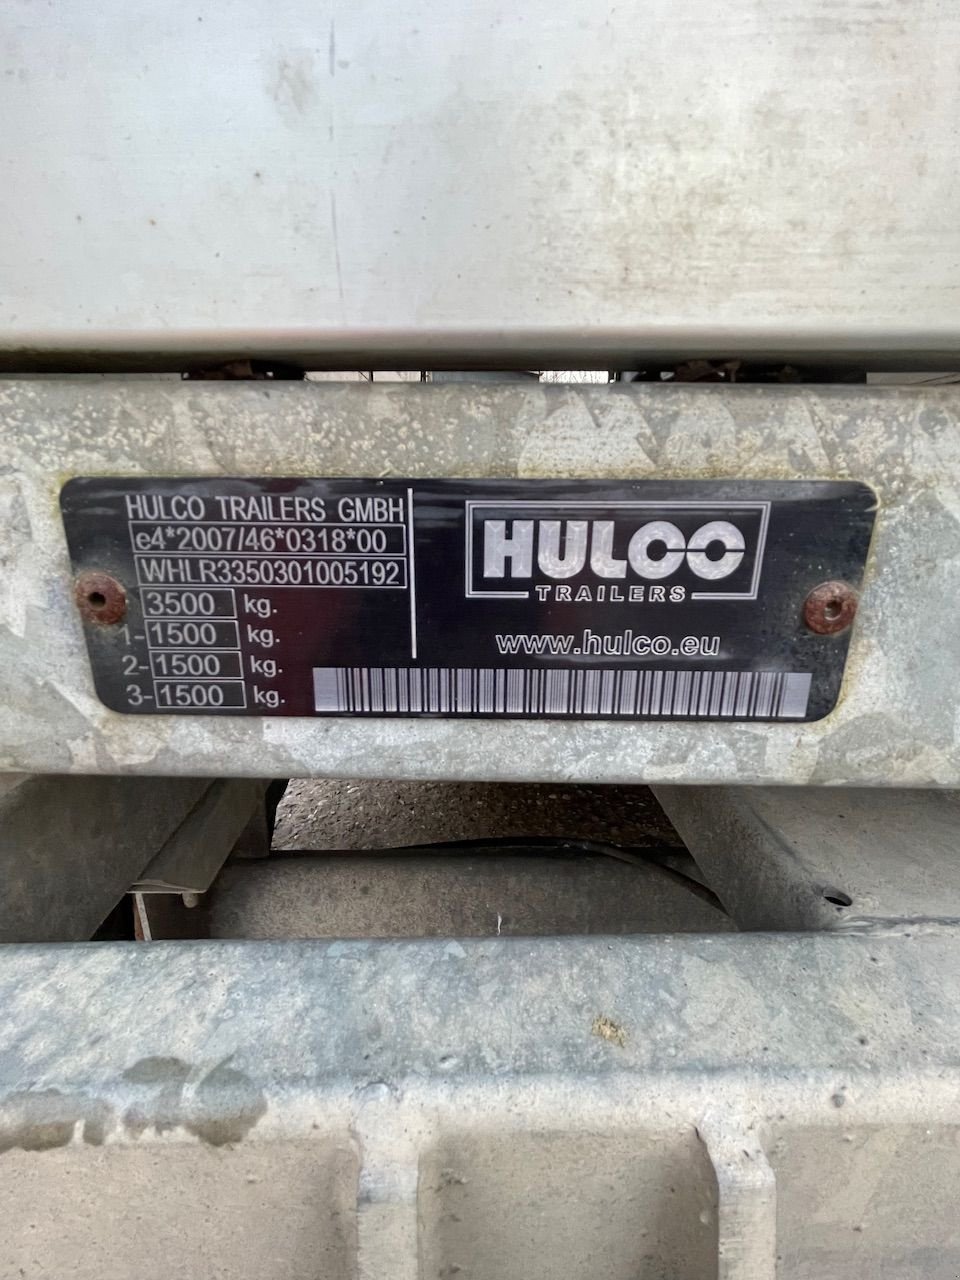 HULCO TRAILERS GMBH
e4*2007/46*0318*00
WHLR3350301005192
3500 kg.
1-1500 kg.
2-1500 kg.
3-1500 kg.
HULCO
TRAILERS
www.hulco.eu